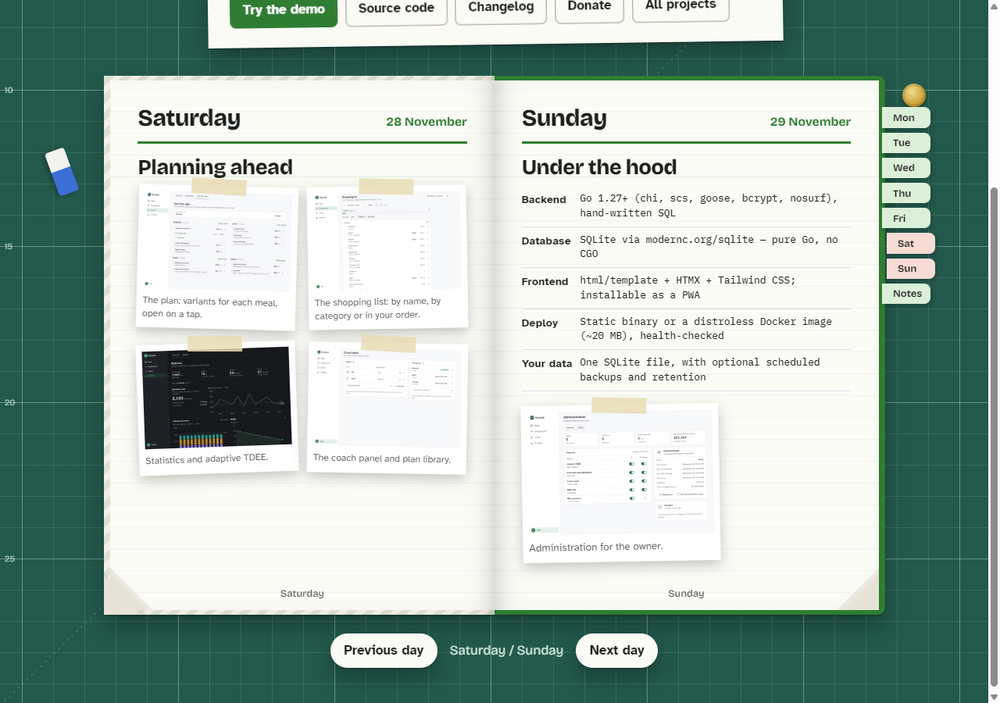 Try the demo
Source code
Changelog
Donate
All projects
10
15
20
25
Saturday
28 November
Planning ahead
The plan: variants for each meal,
open on a tap.
The shopping list: by name, by
category or in your order.
Statistics and adaptive TDEE.
The coach panel and plan library.
Saturday
Sunday
29 November
Under the hood
Backend Go 1.27+ (chi, scs, goose, bcrypt, nosurf),
hand-written SQL
Database SQLite via modernc.org/sqlite — pure Go, no
CGO
Frontend html/template + HTMX + Tailwind CSS;
installable as a PWA
Deploy Static binary or a distroless Docker image
(~20 MB), health-checked
Your data One SQLite file, with optional scheduled
backups and retention
Administration
Administration for the owner.
Sunday
Mon
Tue
Wed
Thu
Fri
Sat
Sun
Notes
Previous day
Saturday / Sunday
Next day